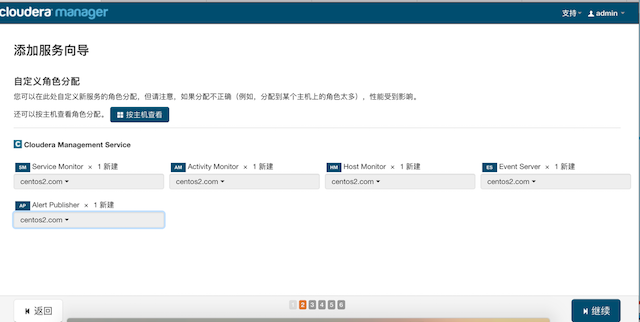 cloudera manager
支持 admin
添加服务向导
自定义角色分配
您可以在此处自定义新服务的角色分配，但请注意，如果分配不正确（例如，分配到某个主机上的角色太多），性能受到影响。
还可以按主机查看角色分配。 按主机查看
C Cloudera Management Service
SM Service Monitor × 1 新建 AM Activity Monitor × 1 新建 HM Host Monitor × 1 新建 ES Event Server × 1 新建
centos2.com centos2.com centos2.com centos2.com
AP Alert Publisher × 1 新建
centos2.com
返回 1 2 3 4 5 6 继续